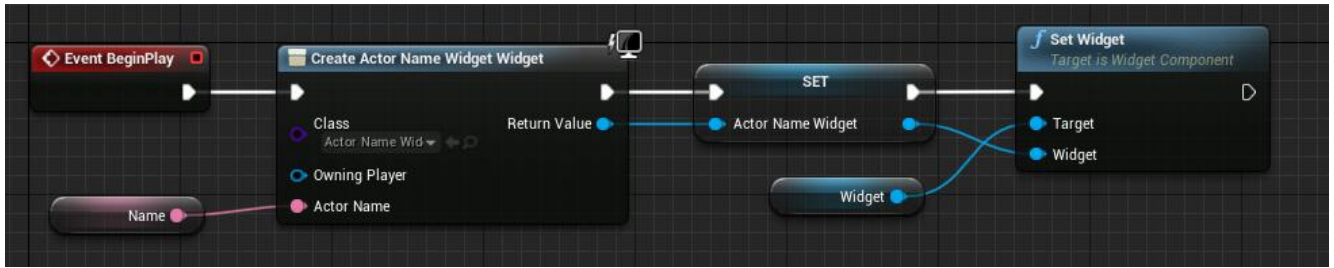 Event BeginPlay
Create Actor Name Widget Widget
Class
Actor Name Wid
Return Value
Owning Player
Actor Name
Name
SET
Actor Name Widget
Widget
Set Widget
Target is Widget Component
Target
Widget